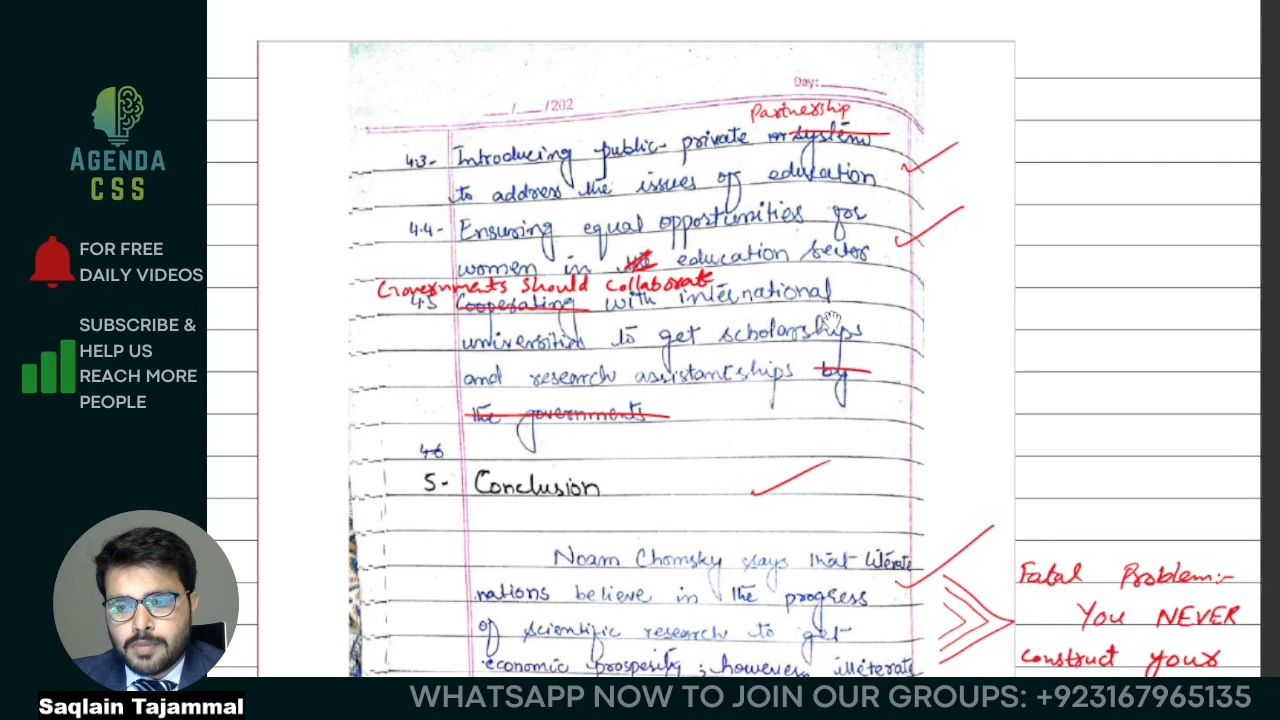 AGENDA
CSS
FOR FREE
DAILY VIDEOS
SUBSCRIBE &
HELP US
REACH MORE
PEOPLE
Saqlain Tajammal
Day:
__/__/202
Partnership
4.3- Introducing public-private system
to address the issues of education
4.4- Ensuring equal opportunities for
women in the education sector
Governments should collaborate
4.5 Cooperating with international
universities to get scholarships
and research assistantships by
the governments
4.6
5- Conclusion
Noam Chomsky says that literate
nations believe in the progress
of scientific research to get
economic prosperity; however, illiterate
Fatal Problem:-
You NEVER
construct your
WHATSAPP NOW TO JOIN OUR GROUPS: +923167965135